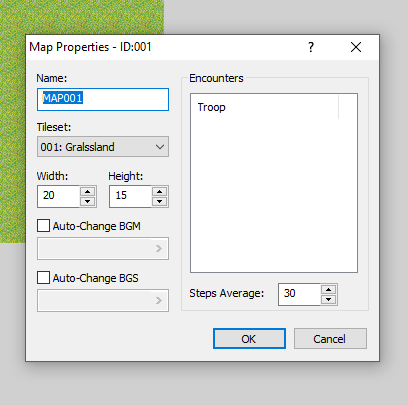 Map Properties - ID:001
?
Name:
MAP001
Tileset:
001: Gralssland
Width:
Height:
20
15
Auto-Change BGM
Auto-Change BGS
Encounters
Troop
Steps Average:
30
OK
Cancel